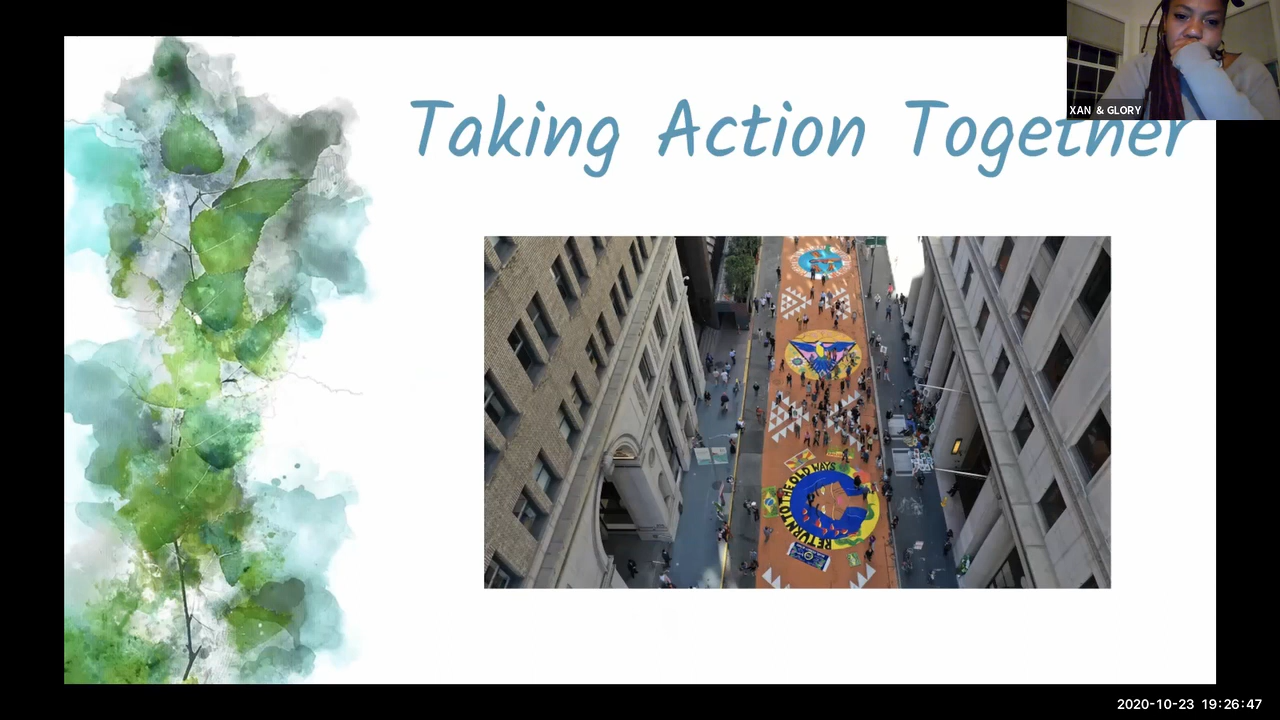 XAN & GLORY
Taking Action Together
RETURN TO THE OLD WAYS
2020-10-23 19:26:47